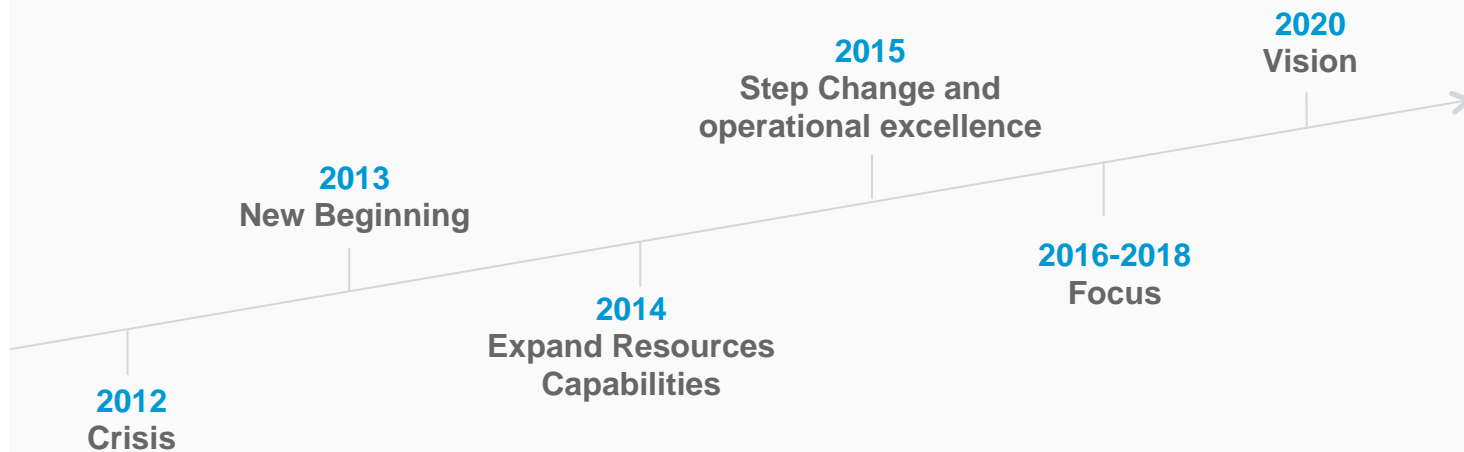 2012
Crisis
2013
New Beginning
2014
Expand Resources
Capabilities
2015
Step Change and
operational excellence
2016-2018
Focus
2020
Vision